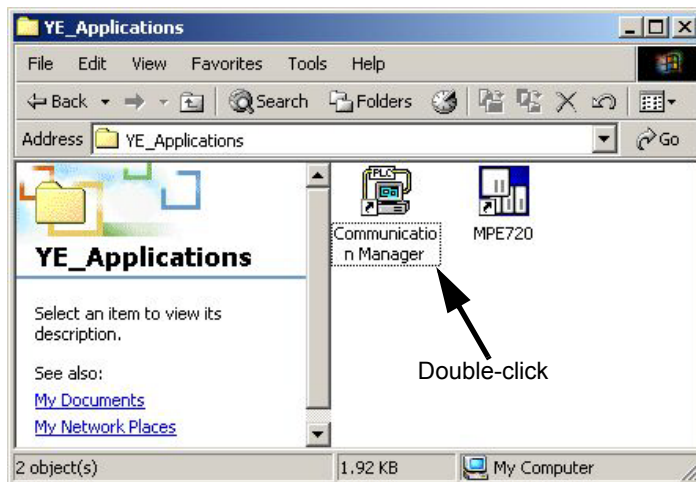 YE_Applications
File Edit View Favorites Tools Help
Back Search Folders
Address YE_Applications Go
YE_Applications
Select an item to view its
description.
See also:
My Documents
My Network Places
PLC
Communicatio
n Manager
MPE720
Double-click
2 object(s) 1.92 KB My Computer